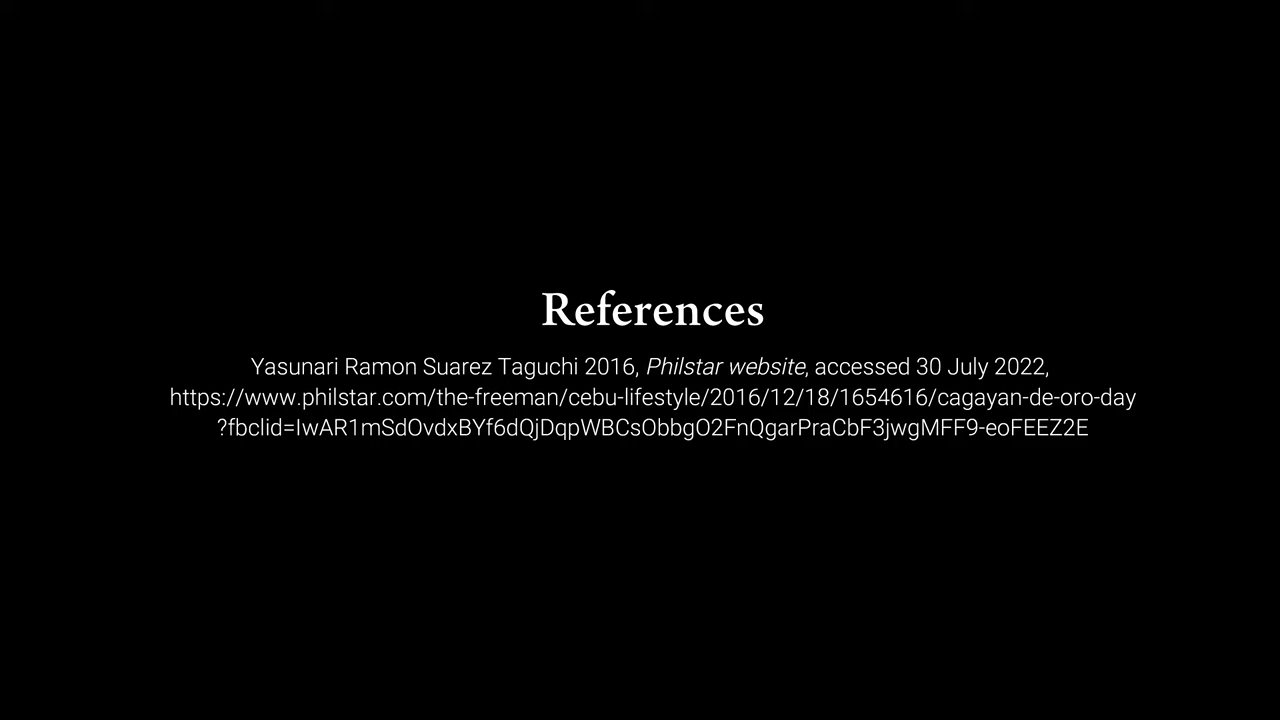 References
Yasunari Ramon Suarez Taguchi 2016, Philstar website, accessed 30 July 2022,
https://www.philstar.com/the-freeman/cebu-lifestyle/2016/12/18/1654616/cagayan-de-oro-day
?fbclid=IwAR1mSdOvdxBYf6dQjDqpWBCsObbgO2FnQgarPraCbF3jwgMFF9-eoFEEZ2E